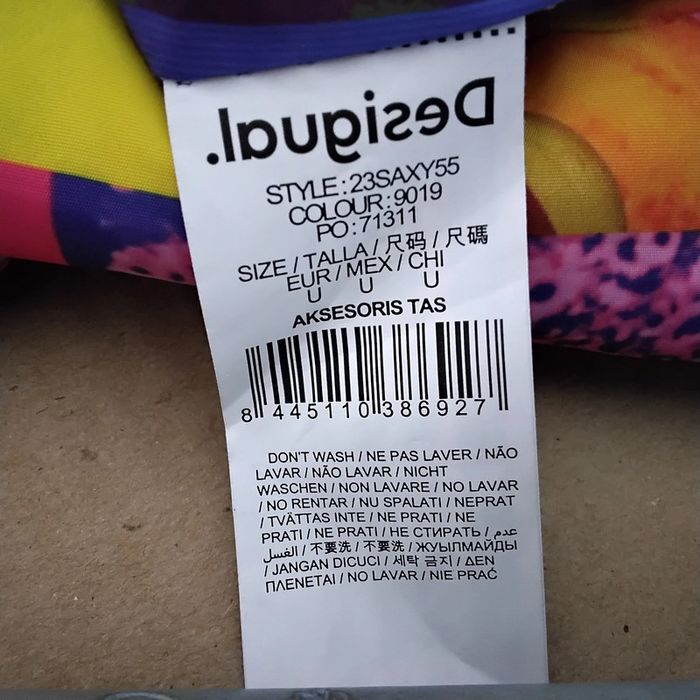 Desigual.
STYLE:23SAXY55
COLOUR:9019
PO:71311
SIZE / TALLA / 尺码 / 尺碼
EUR / MEX / CHI
U U U
AKSESORIS TAS
8 445110 386927
DON'T WASH / NE PAS LAVER / NÃO
LAVAR / NÃO LAVAR / NICHT
WASCHEN / NON LAVARE / NO LAVAR
/ NO RENTAR / NU SPALATI / NEPRAT
/ TVÄTTAS INTE / NE PRATI / NE
PRATI / NE PRATI / НЕ СТИРАТЬ / عدم
الغسل / 不要洗 / 不要洗 / ЖУЫЛМАЙДЫ
/ JANGAN DICUCI / 세탁 금지 / ΔΕΝ
ΠΛΕΝΕΤΑΙ / NO LAVAR / NIE PRAĆ